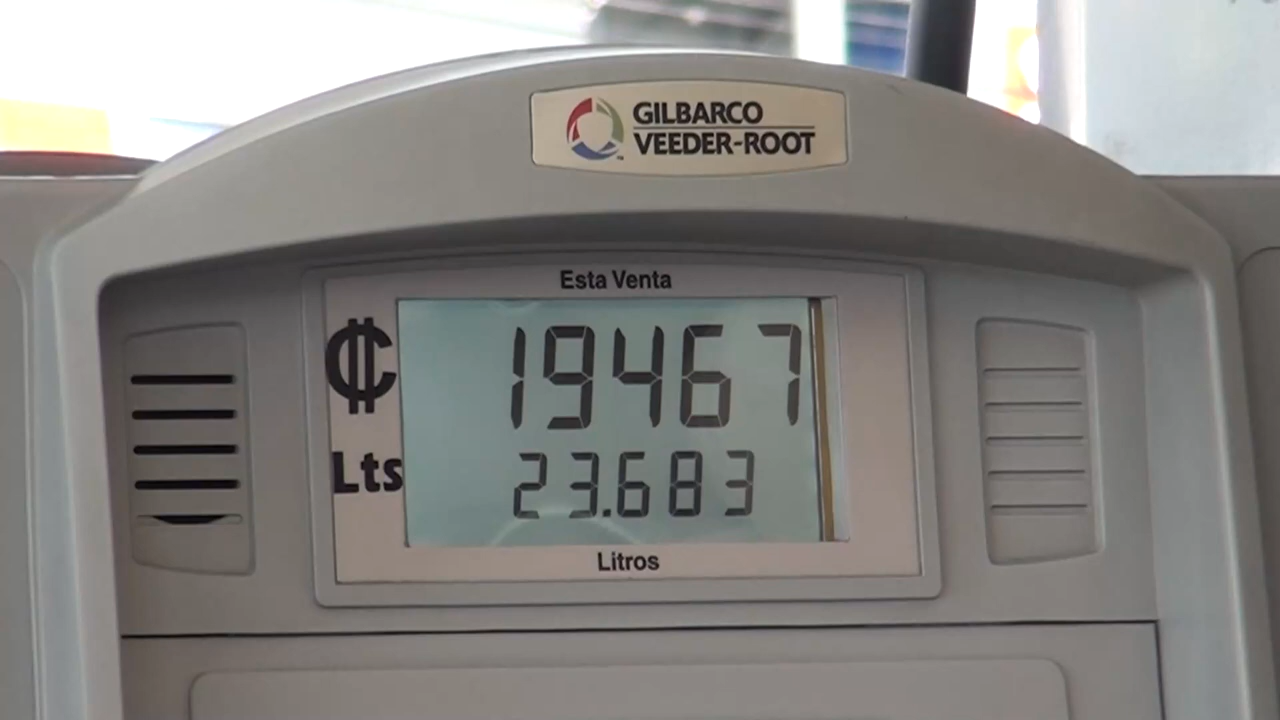 GILBARCO
VEEDER-ROOT
Esta Venta
₡ 19467
Lts 23.683
Litros